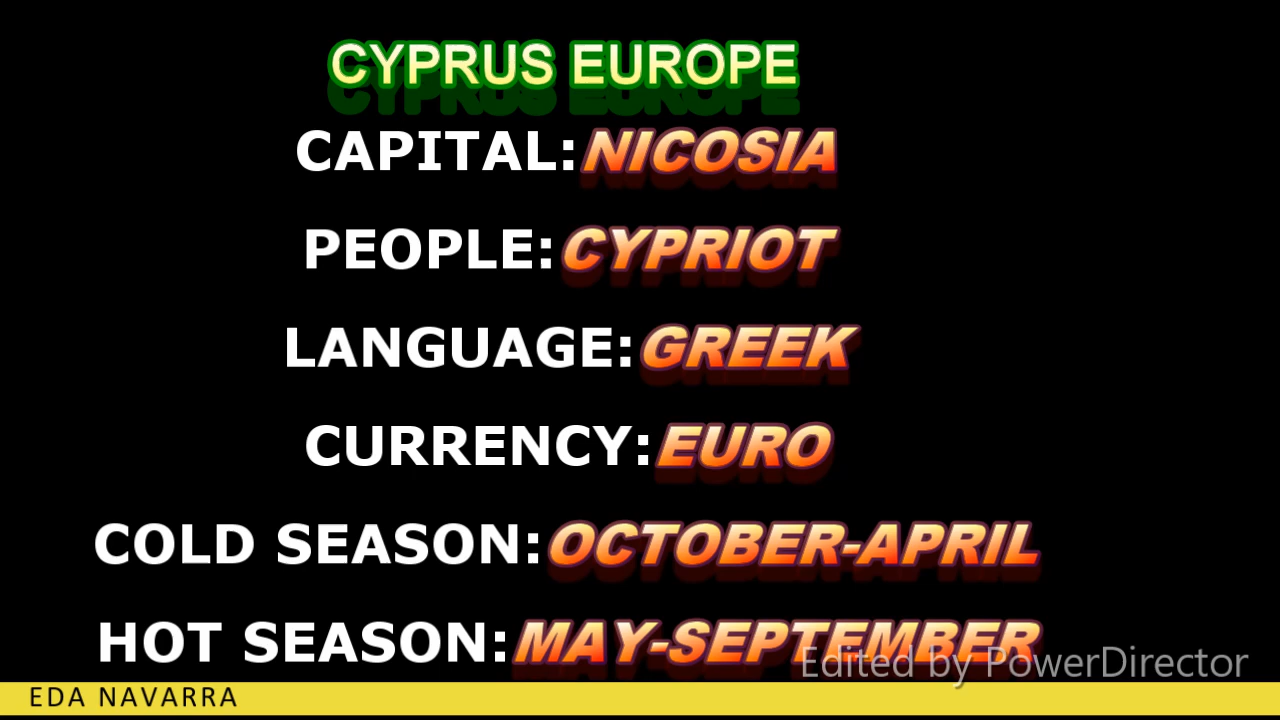 CYPRUS EUROPE
CAPITAL:NICOSIA
PEOPLE:CYPRIOT
LANGUAGE:GREEK
CURRENCY:EURO
COLD SEASON:OCTOBER-APRIL
HOT SEASON:MAY-SEPTEMBER
Edited by PowerDirector
EDA NAVARRA